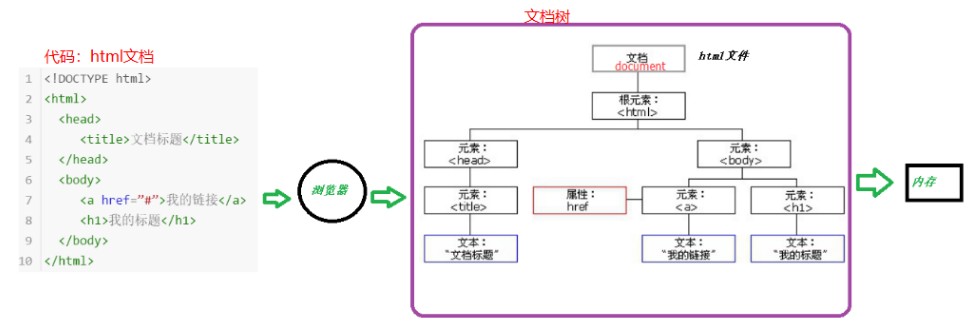 文档树
代码：html文档
1 <!DOCTYPE html>
2 <html>
3 <head>
4 <title>文档标题</title>
5 </head>
6 <body>
7 <a href="#">我的链接</a>
8 <h1>我的标题</h1>
9 </body>
10 </html>
浏览器
文档
document
html文件
根元素：
<html>
元素：
<head>
元素：
<body>
元素：
<title>
属性：
href
元素：
<a>
元素：
<h1>
文本：
“文档标题”
文本：
“我的链接”
文本：
“我的标题”
内存